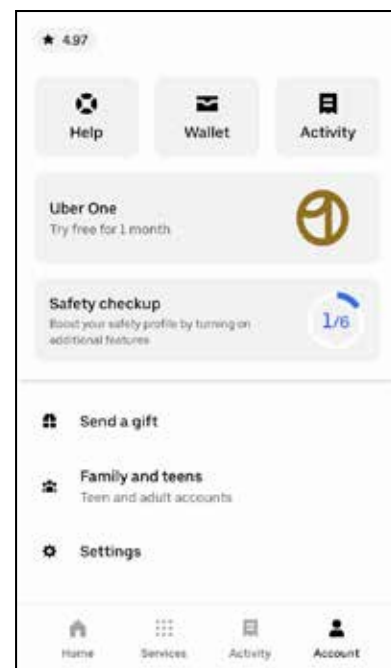 ★ 4.97
Help
Wallet
Activity
Uber One
Try free for 1 month
Safety checkup
Boost your safety profile by turning on
additional features
1/6
Send a gift
Family and teens
Teen and adult accounts
Settings
Home
Services
Activity
Account